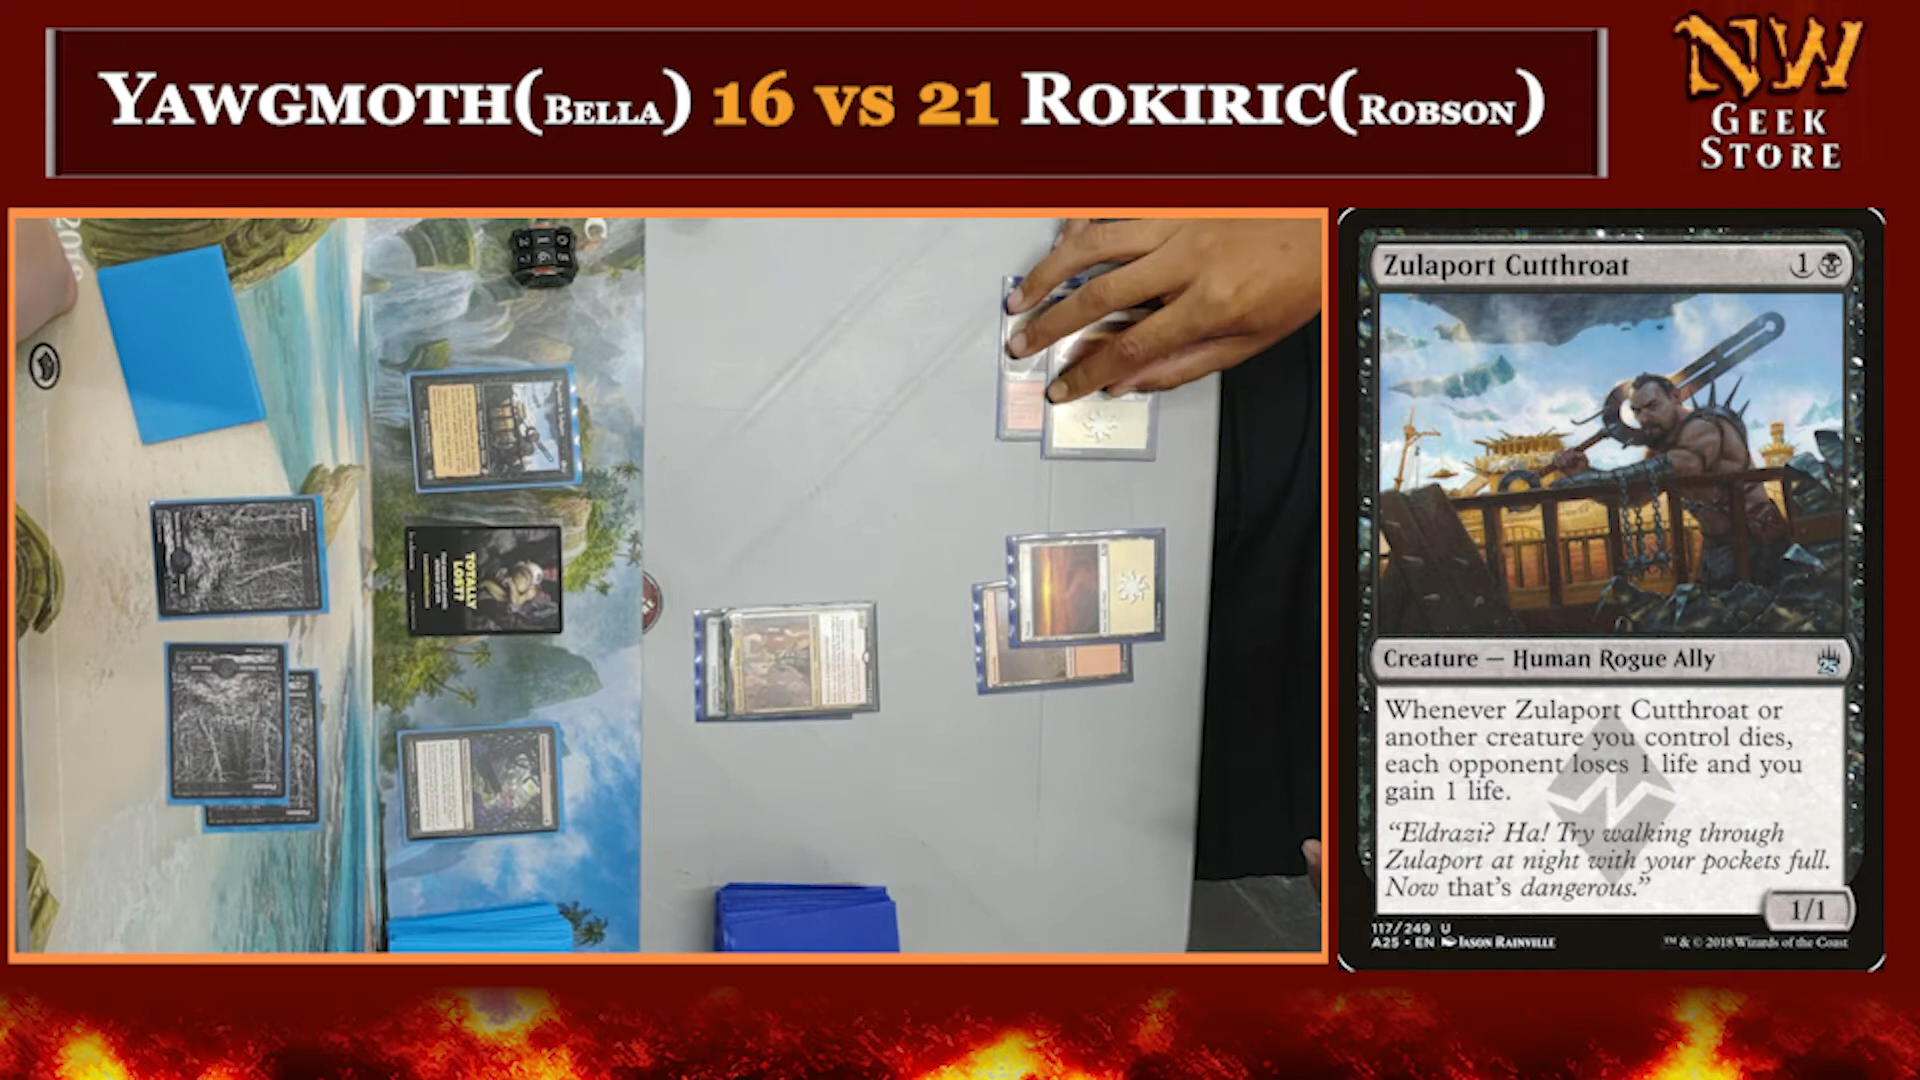 YAWGMOTH(BELLA) 16 VS 21 ROKIRIC(ROBSON)
NW
GEEK
STORE
TOTALLY
LOST?
Zulaport Cutthroat 1
Creature — Human Rogue Ally
Whenever Zulaport Cutthroat or
another creature you control dies,
each opponent loses 1 life and you
gain 1 life.
“Eldrazi? Ha! Try walking through
Zulaport at night with your pockets full.
Now that’s dangerous.”
1/1
117/249 U
A25 • EN JASON RAINVILLE
™ & © 2018 Wizards of the Coast